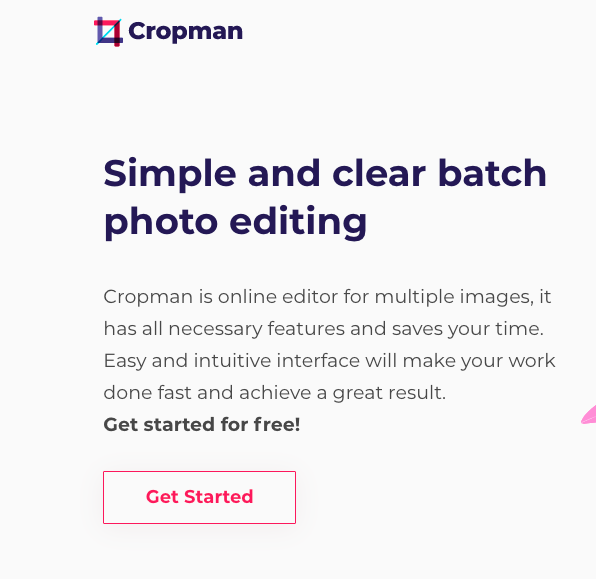 Cropman
Simple and clear batch
photo editing
Cropman is online editor for multiple images, it
has all necessary features and saves your time.
Easy and intuitive interface will make your work
done fast and achieve a great result.
Get started for free!
Get Started